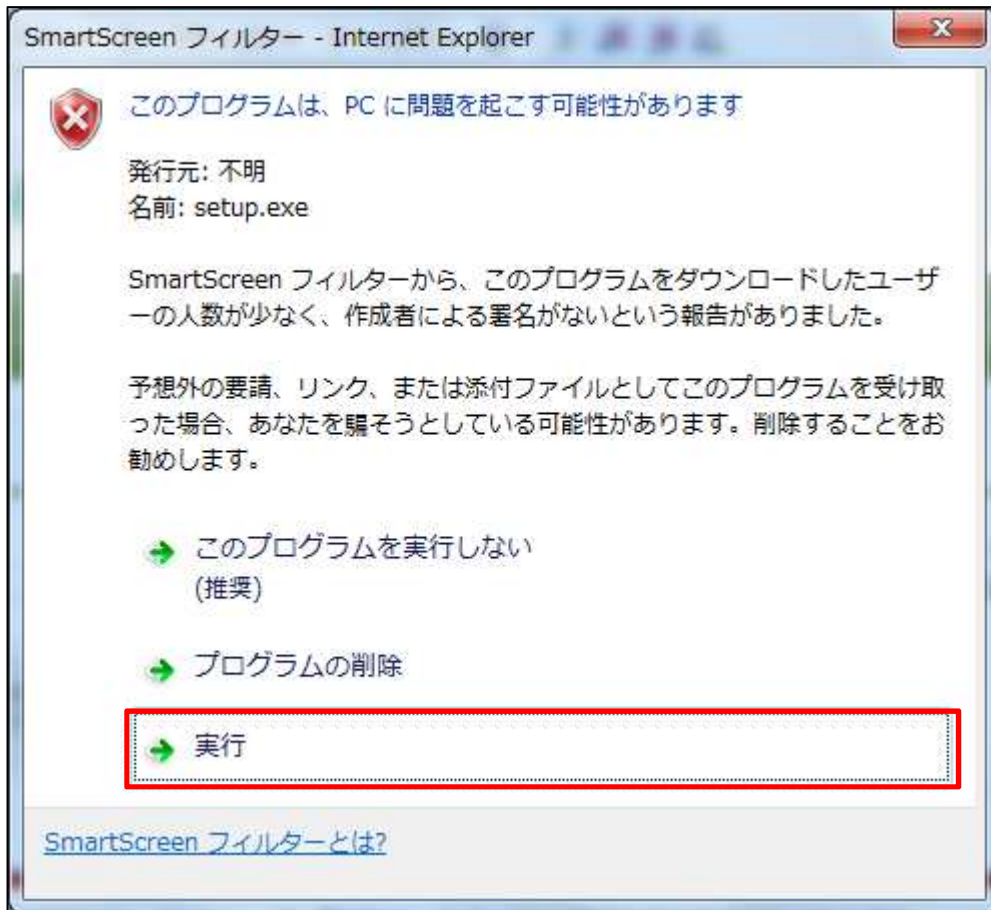 SmartScreen フィルター - Internet Explorer
このプログラムは、PC に問題を起こす可能性があります
発行元: 不明
名前: setup.exe
SmartScreen フィルターから、このプログラムをダウンロードしたユーザ
ーの人数が少なく、作成者による署名がないという報告がありました。
予想外の要請、リンク、または添付ファイルとしてこのプログラムを受け取
った場合、あなたを騙そうとしている可能性があります。削除することをお
勧めします。
このプログラムを実行しない
(推奨)
プログラムの削除
実行
SmartScreen フィルターとは?